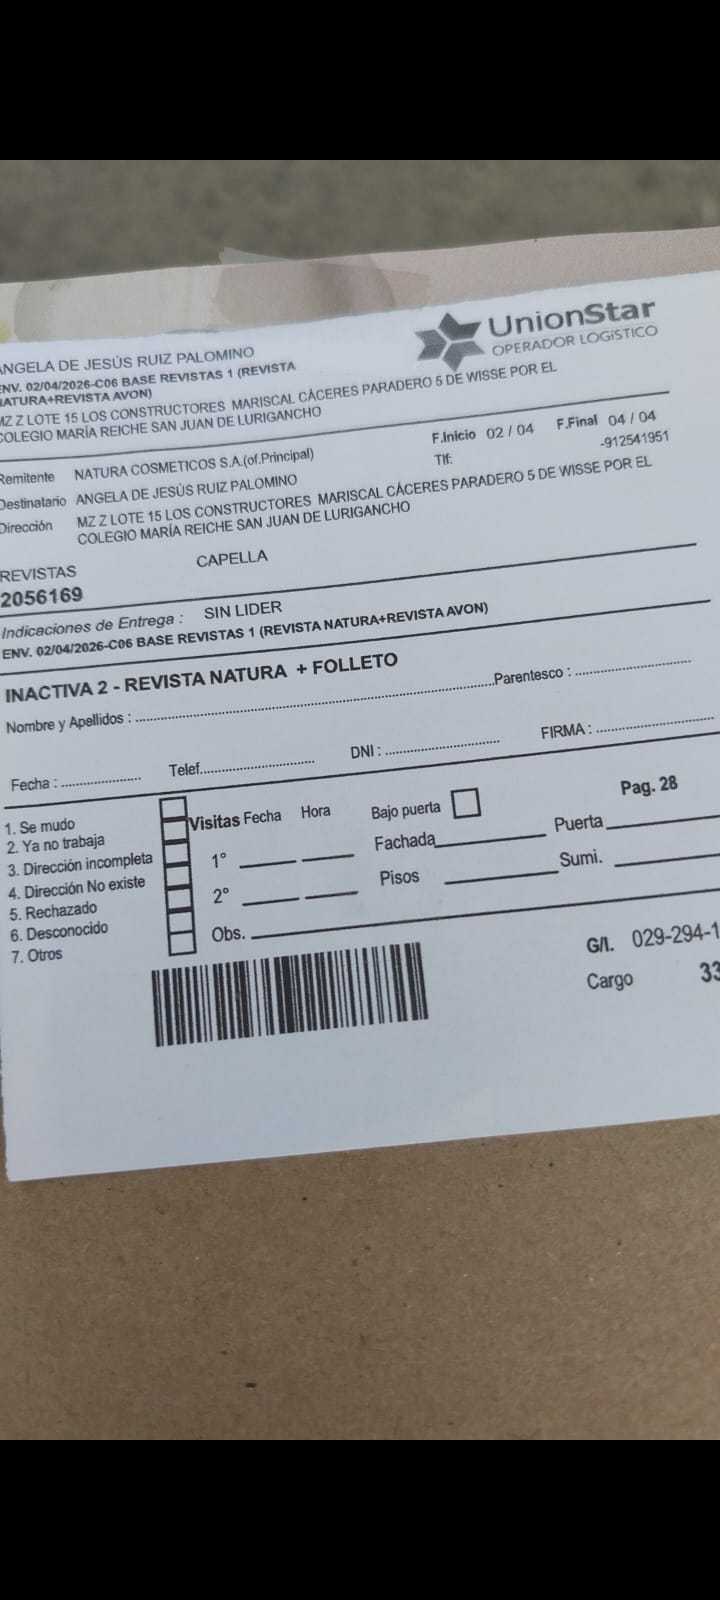 UnionStar
OPERADOR LOGíSTICO
ANGELA DE JESÚS RUIZ PALOMINO
ENV. 02/04/2026-C06 BASE REVISTAS 1 (REVISTA
NATURA+REVISTA AVON)
MZ Z LOTE 15 LOS CONSTRUCTORES MARISCAL CÁCERES PARADERO 5 DE WISSE POR EL
COLEGIO MARÍA REICHE SAN JUAN DE LURIGANCHO
Remitente NATURA COSMETICOS S.A.(of.Principal) F.Inicio 02 / 04 F.Final 04 / 04
Destinatario ANGELA DE JESÚS RUIZ PALOMINO Tlf: -912541951
Dirección MZ Z LOTE 15 LOS CONSTRUCTORES MARISCAL CÁCERES PARADERO 5 DE WISSE POR EL
COLEGIO MARÍA REICHE SAN JUAN DE LURIGANCHO
REVISTAS CAPELLA
2056169
Indicaciones de Entrega : SIN LIDER
ENV. 02/04/2026-C06 BASE REVISTAS 1 (REVISTA NATURA+REVISTA AVON)
INACTIVA 2 - REVISTA NATURA + FOLLETO
Nombre y Apellidos : Parentesco :
Fecha : Telef. DNI : FIRMA :
1. Se mudo
2. Ya no trabaja
3. Dirección incompleta
4. Dirección No existe
5. Rechazado
6. Desconocido
7. Otros
Visitas Fecha Hora Bajo puerta Pag. 28
1° Fachada Puerta
2° Pisos Sumi.
Obs.
G/I. 029-294-1
Cargo 33